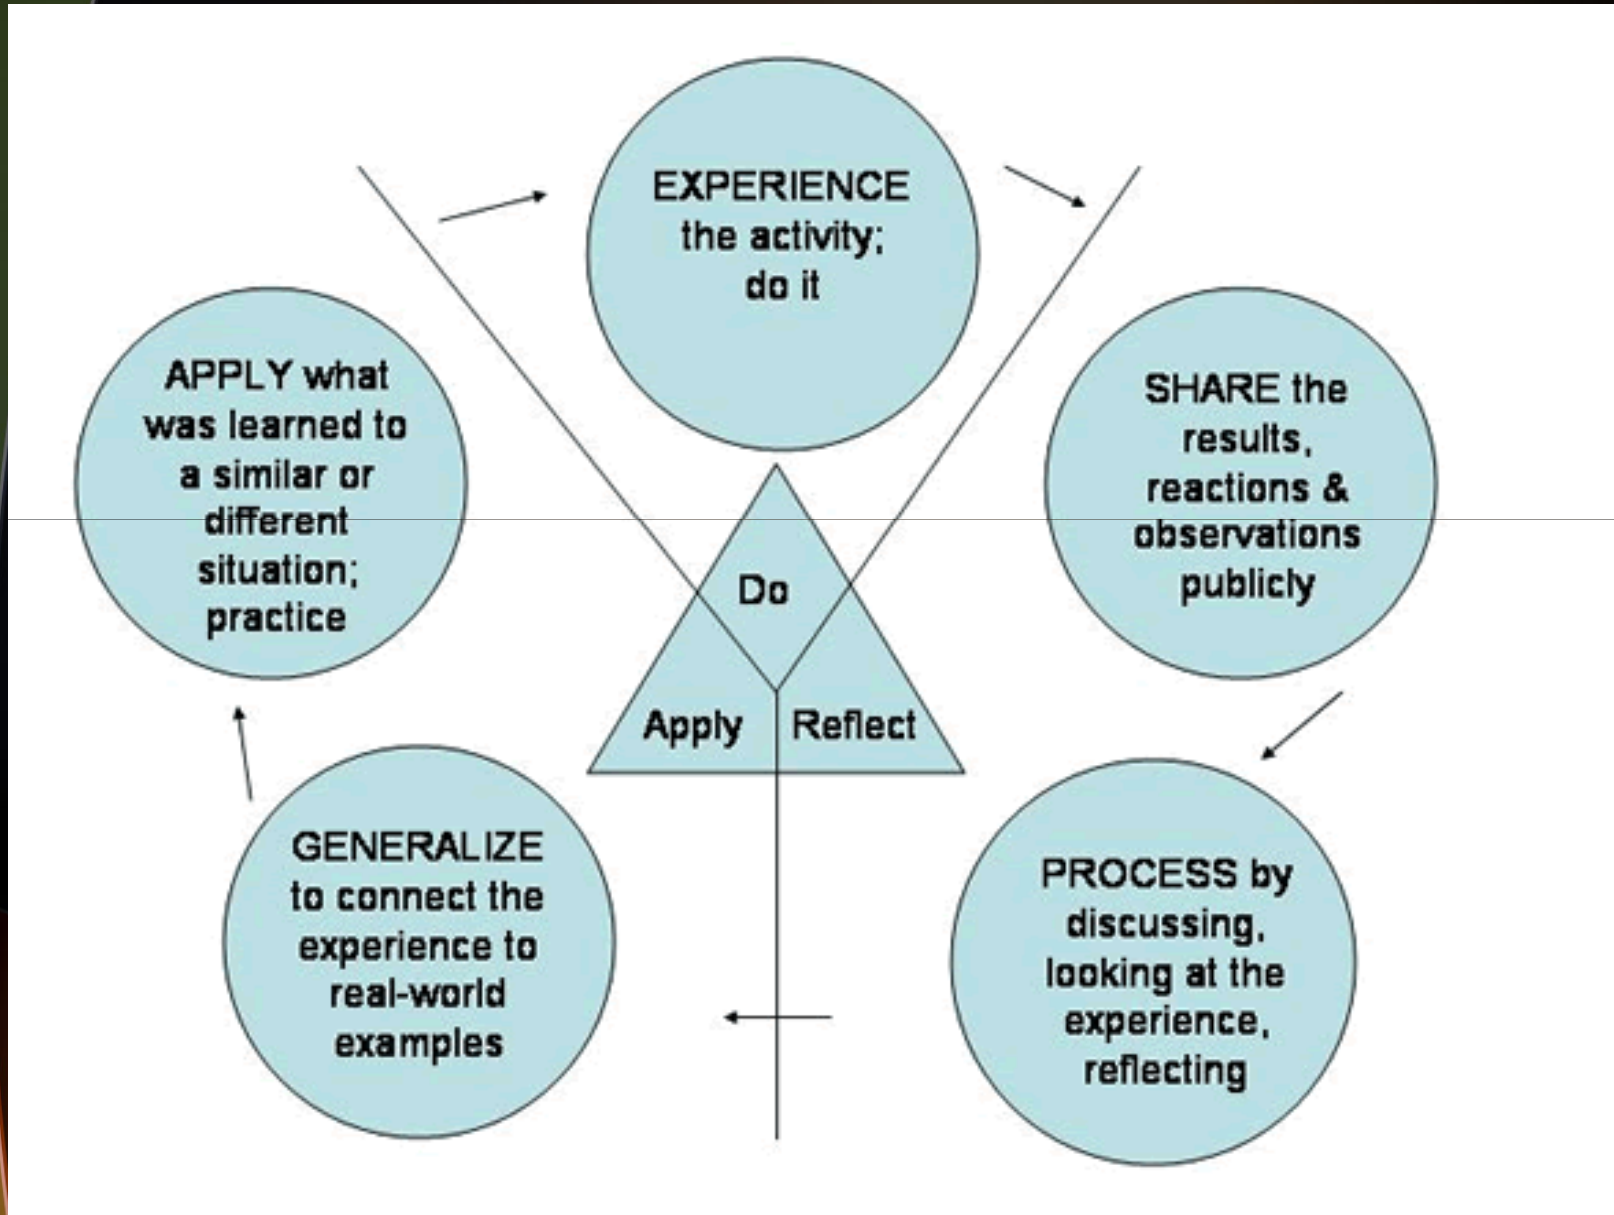 EXPERIENCE
the activity;
do it
SHARE the
results,
reactions &
observations
publicly
PROCESS by
discussing,
looking at the
experience,
reflecting
GENERALIZE
to connect the
experience to
real-world
examples
APPLY what
was learned to
a similar or
different
situation;
practice
Do
Apply
Reflect